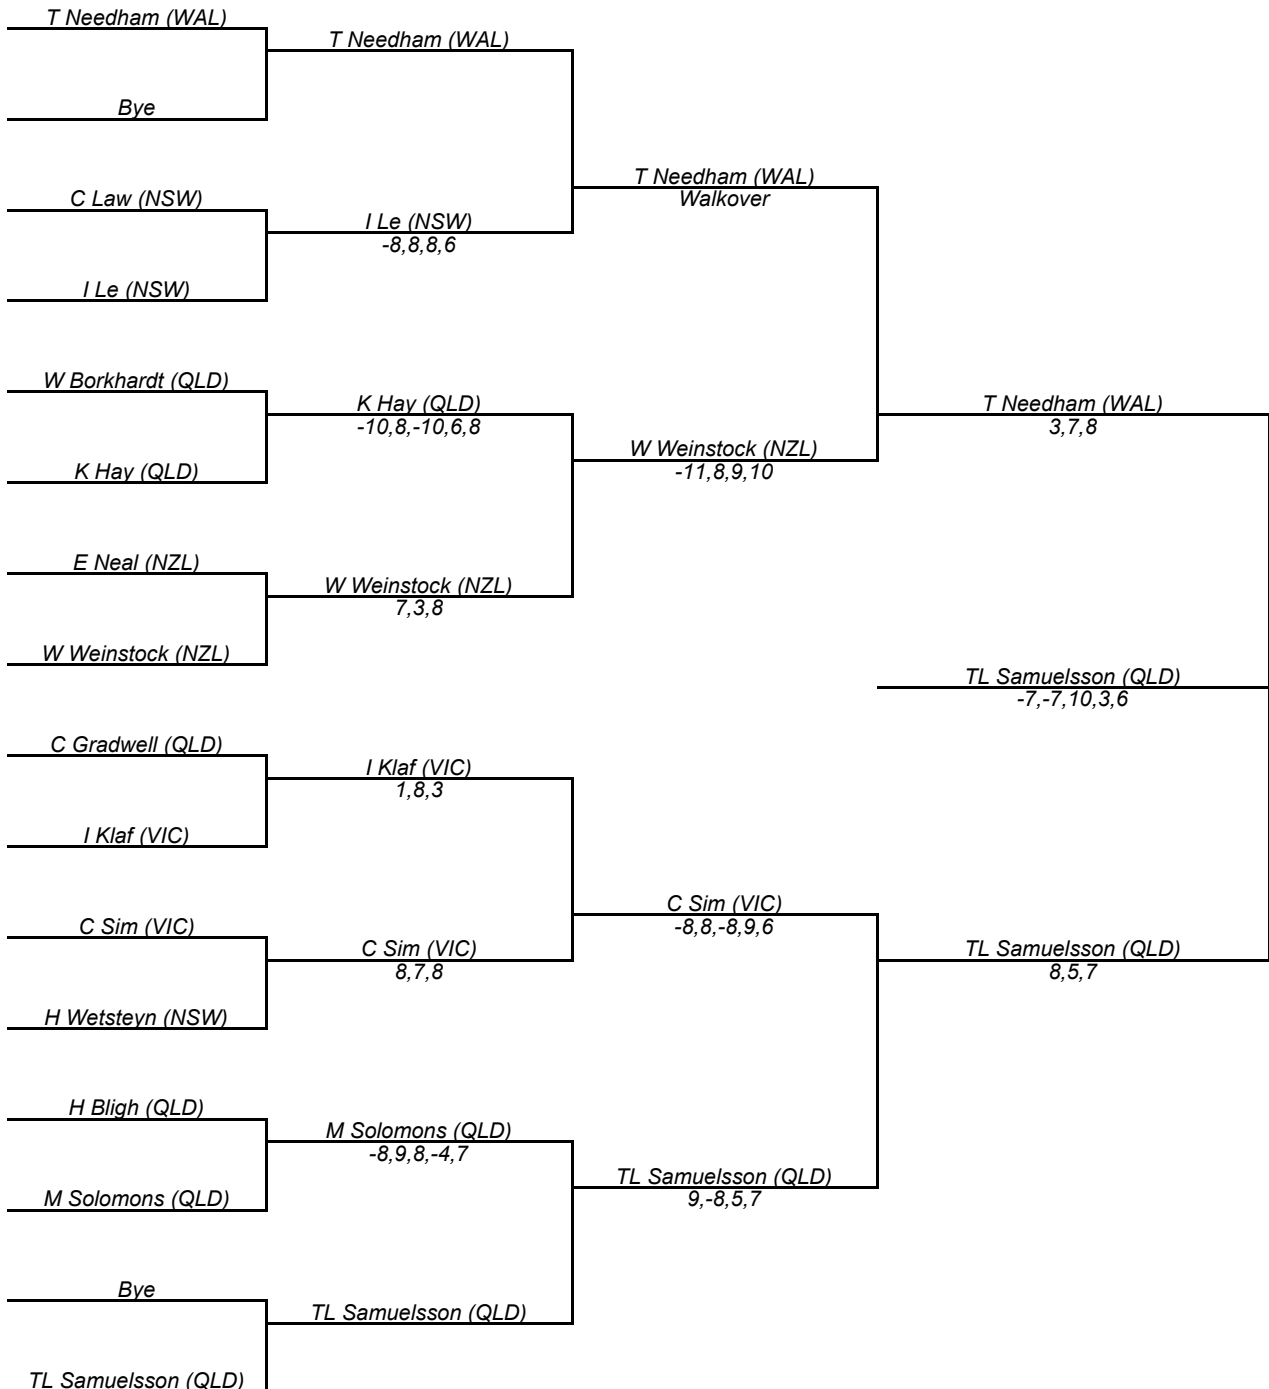 T Needham (WAL)
T Needham (WAL)
Bye
T Needham (WAL)
Walkover
C Law (NSW)
I Le (NSW)
-8,8,8,6
I Le (NSW)
W Borkhardt (QLD)
K Hay (QLD)
-10,8,-10,6,8
T Needham (WAL)
3,7,8
W Weinstock (NZL)
-11,8,9,10
K Hay (QLD)
E Neal (NZL)
W Weinstock (NZL)
7,3,8
W Weinstock (NZL)
TL Samuelsson (QLD)
-7,-7,10,3,6
C Gradwell (QLD)
I Klaf (VIC)
1,8,3
I Klaf (VIC)
C Sim (VIC)
-8,8,-8,9,6
C Sim (VIC)
C Sim (VIC)
8,7,8
TL Samuelsson (QLD)
8,5,7
H Wetsteyn (NSW)
H Bligh (QLD)
M Solomons (QLD)
-8,9,8,-4,7
TL Samuelsson (QLD)
9,-8,5,7
M Solomons (QLD)
Bye
TL Samuelsson (QLD)
TL Samuelsson (QLD)